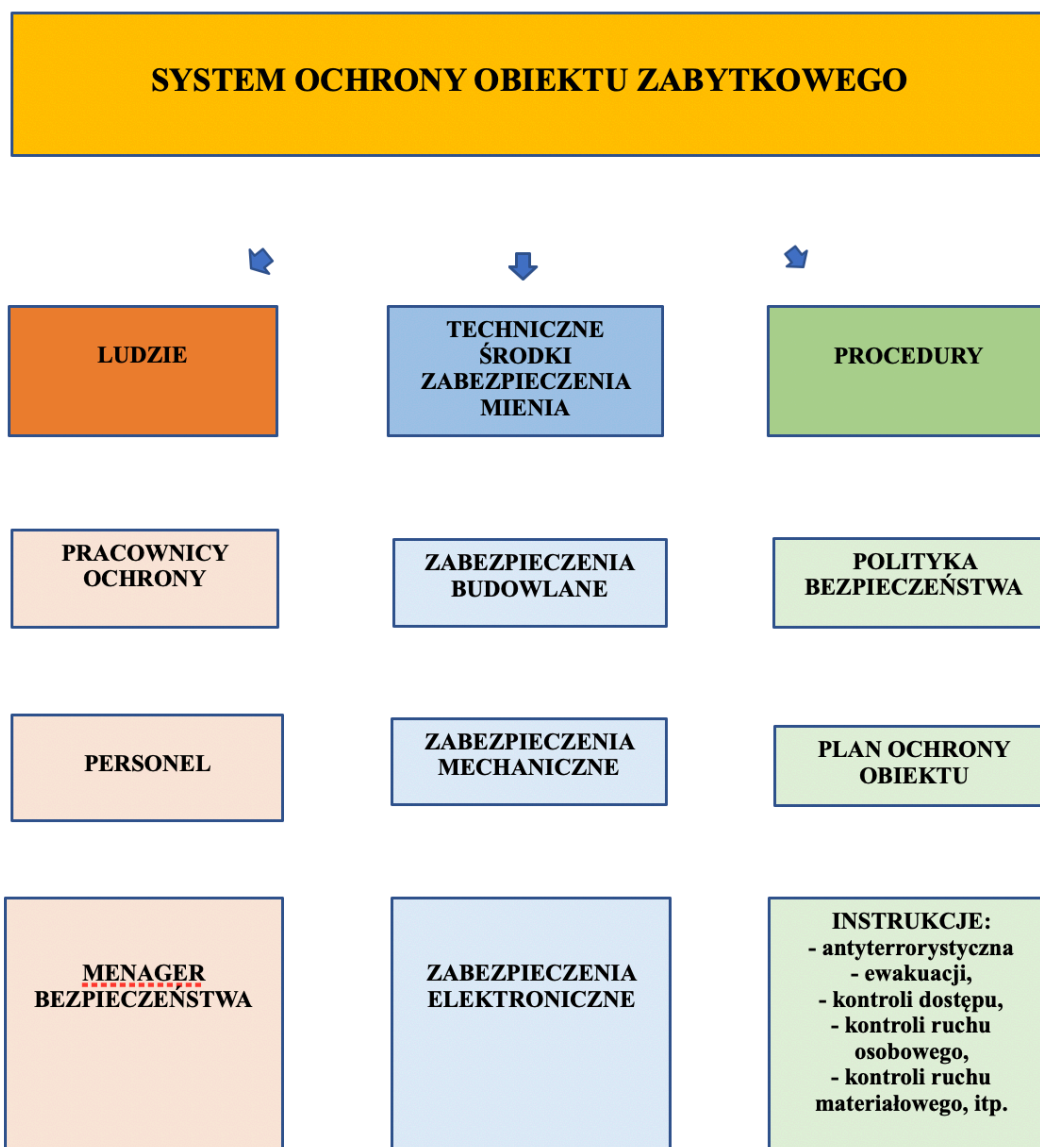 SYSTEM OCHRONY OBIEKTU ZABYTKOWEGO
LUDZIE
TECHNICZNE
ŚRODKI
ZABEZPIECZENIA
MIENIA
PROCEDURY
PRACOWNICY
OCHRONY
ZABEZPIECZENIA
BUDOWLANE
POLITYKA
BEZPIECZEŃSTWA
PERSONEL
ZABEZPIECZENIA
MECHANICZNE
PLAN OCHRONY
OBIEKTU
MENAGER
BEZPIECZEŃSTWA
ZABEZPIECZENIA
ELEKTRONICZNE
INSTRUKCJE:
- antyterrorystyczna
- ewakuacji,
- kontroli dostępu,
- kontroli ruchu
osobowego,
- kontroli ruchu
materiałowego, itp.